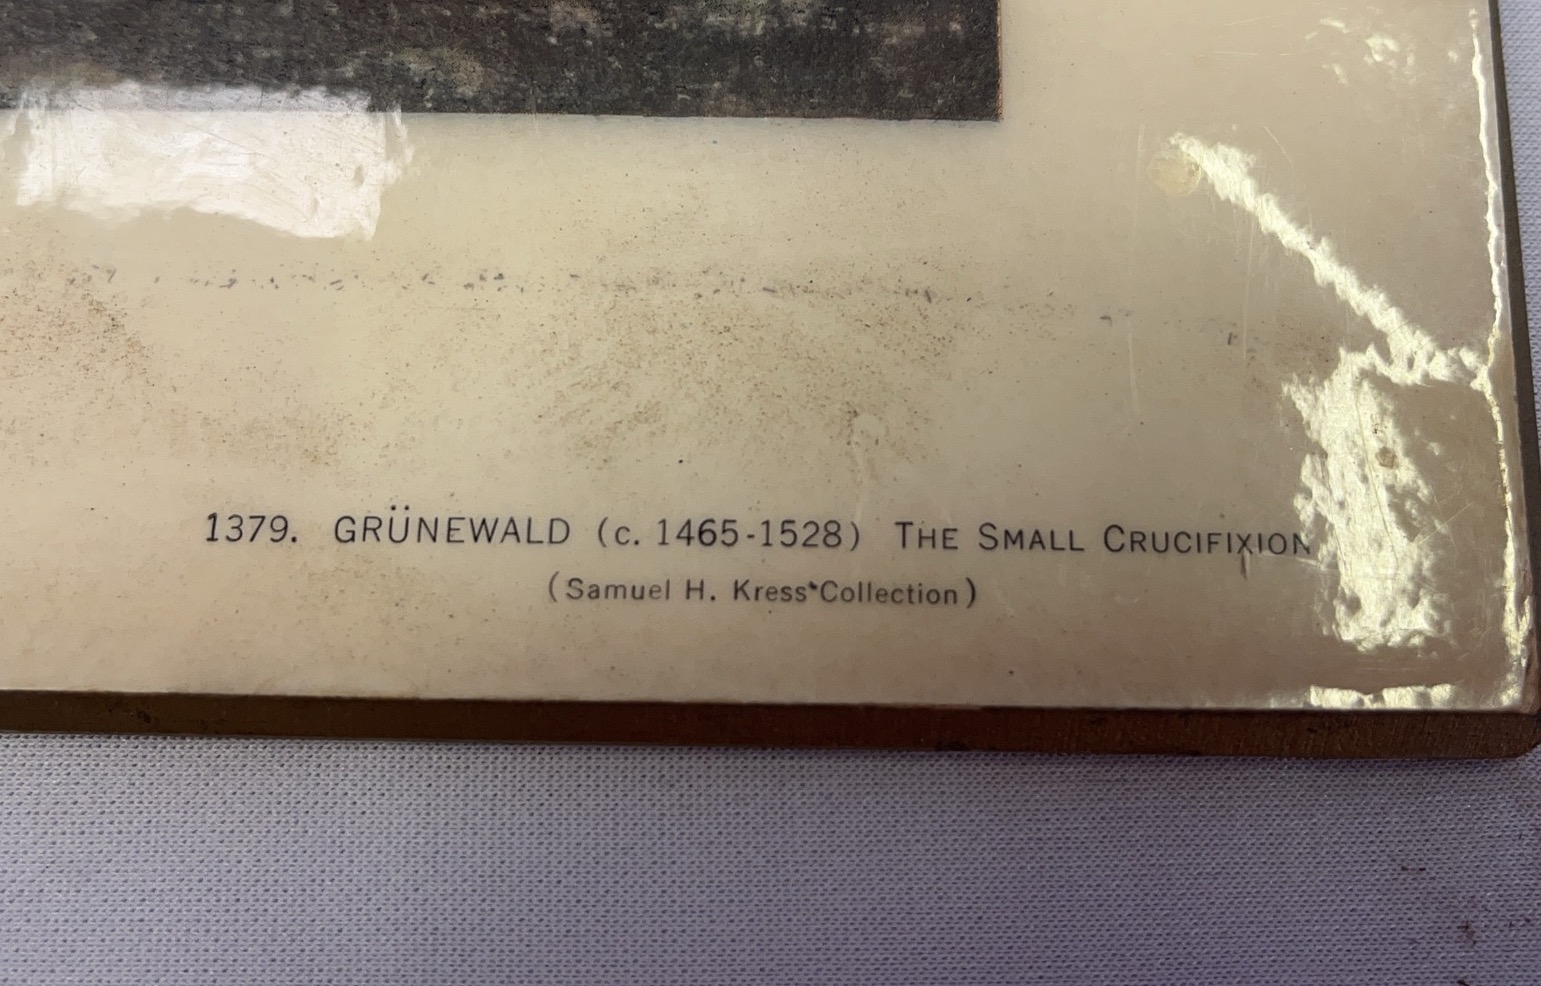 1379. GRÜNEWALD (c. 1465-1528) THE SMALL CRUCIFIXION
(Samuel H. Kress Collection)